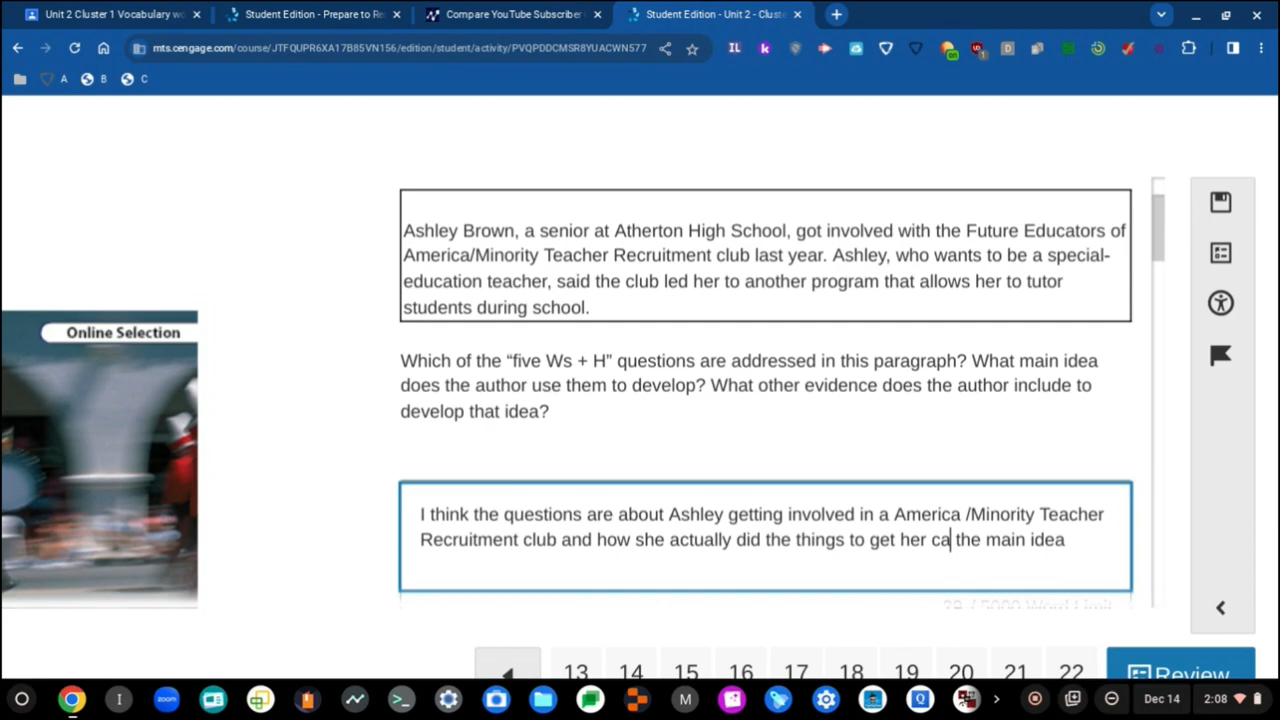 Unit 2 Cluster 1 Vocabulary wo
Student Edition - Prepare to Re
Compare YouTube Subscriber
Student Edition - Unit 2 - Cluste
mts.cengage.com/course/JTFQUPR6XA17B85VN156/edition/student/activity/PVQPDDCMSR8YUACWN577
A
B
C
Ashley Brown, a senior at Atherton High School, got involved with the Future Educators of
America/Minority Teacher Recruitment club last year. Ashley, who wants to be a special-
education teacher, said the club led her to another program that allows her to tutor
students during school.
Online Selection
Which of the “five Ws + H” questions are addressed in this paragraph? What main idea
does the author use them to develop? What other evidence does the author include to
develop that idea?
I think the questions are about Ashley getting involved in a America /Minority Teacher
Recruitment club and how she actually did the things to get her ca the main idea
13 14 15 16 17 18 19 20 21 22
Review
Dec 14
2:08